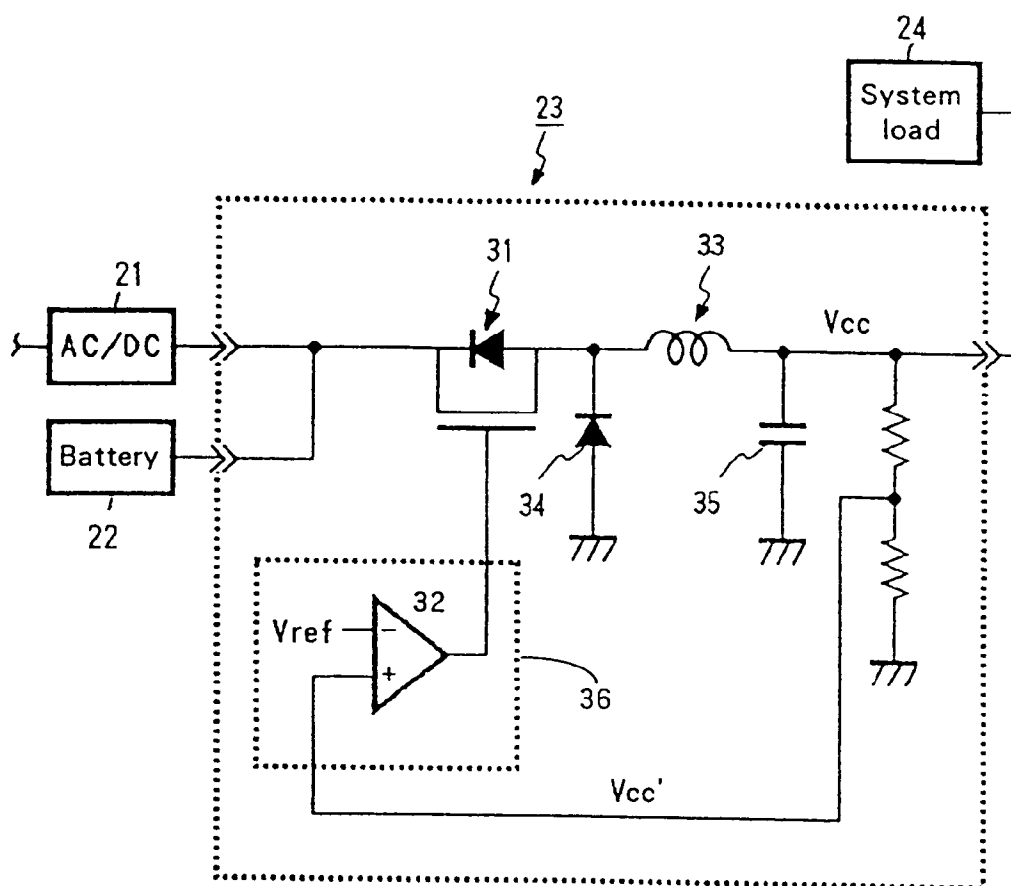 24
System
load
23
31
33
21
AC/DC
Vcc
Battery
22
34
35
32
Vref
−
+
36
Vcc'